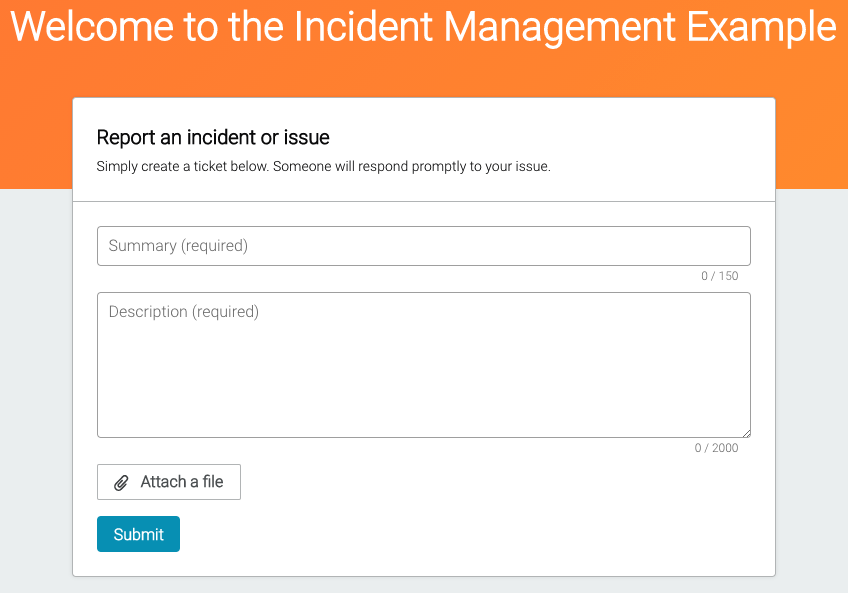 Welcome to the Incident Management Example
Report an incident or issue
Simply create a ticket below. Someone will respond promptly to your issue.
Summary (required)
0 / 150
Description (required)
0 / 2000
Attach a file
Submit